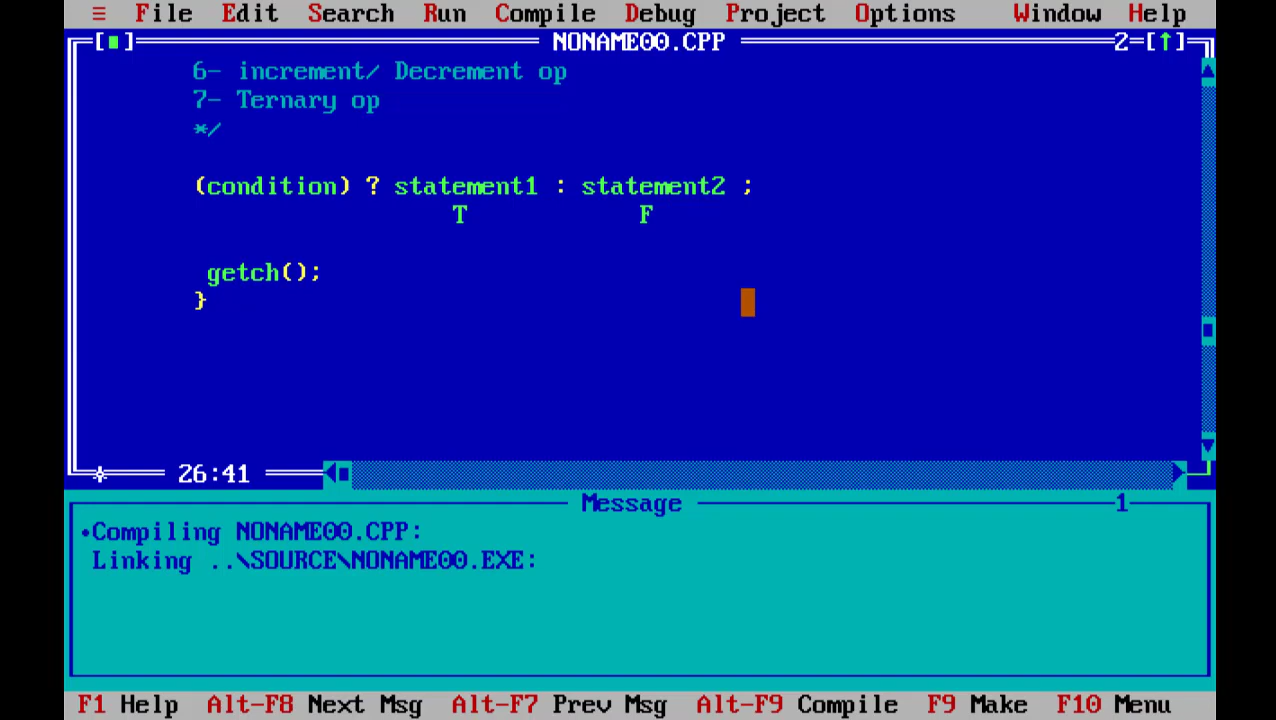 ≡ File Edit Search Run Compile Debug Project Options Window Help
[■] NONAME00.CPP 2=[↑]
6- increment/ Decrement op
7- Ternary op
*/
(condition) ? statement1 : statement2 ;
T F
getch();
}
26:41
Message 1
•Compiling NONAME00.CPP:
Linking ..\SOURCE\NONAME00.EXE:
F1 Help Alt-F8 Next Msg Alt-F7 Prev Msg Alt-F9 Compile F9 Make F10 Menu